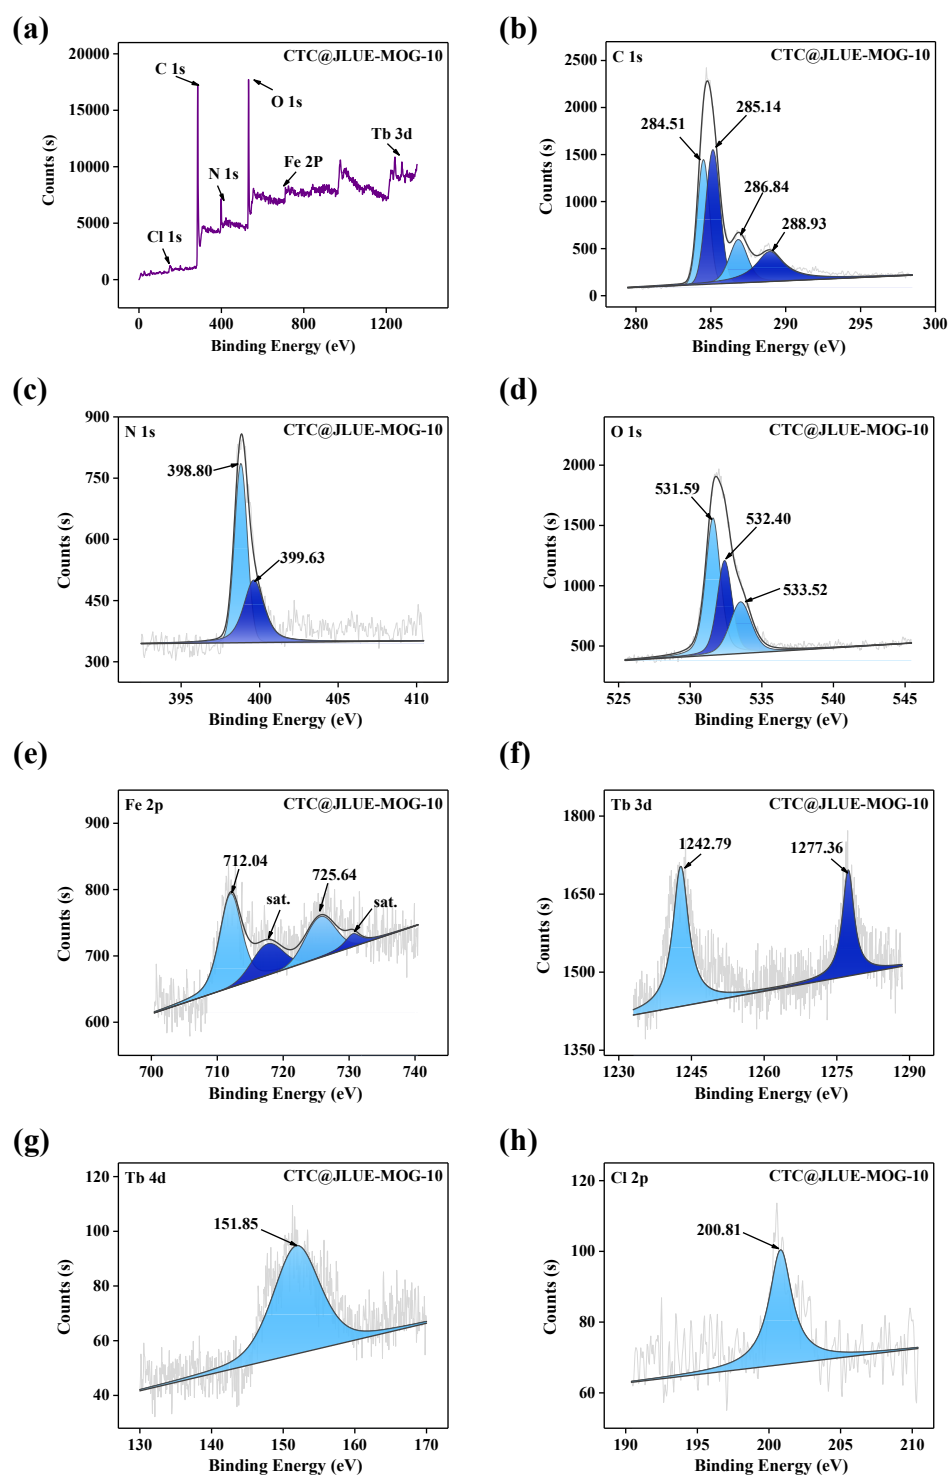 (a)
CTC@JLUE-MOG-10
20000
15000
10000
5000
0
C 1s
O 1s
N 1s
Cl 1s
Fe 2P
Tb 3d
0 400 800 1200
Counts (s)
Binding Energy (eV)
(b)
C 1s CTC@JLUE-MOG-10
2500
2000
1500
1000
500
0
284.51
285.14
286.84
288.93
280 285 290 295 300
Counts (s)
Binding Energy (eV)
(c)
N 1s CTC@JLUE-MOG-10
900
750
600
450
300
398.80
399.63
395 400 405 410
Counts (s)
Binding Energy (eV)
(d)
O 1s CTC@JLUE-MOG-10
2000
1500
1000
500
531.59
532.40
533.52
525 530 535 540 545
Counts (s)
Binding Energy (eV)
(e)
Fe 2p CTC@JLUE-MOG-10
900
800
700
600
712.04
sat.
725.64
sat.
700 710 720 730 740
Counts (s)
Binding Energy (eV)
(f)
Tb 3d CTC@JLUE-MOG-10
1800
1650
1500
1350
1242.79
1277.36
1230 1245 1260 1275 1290
Counts (s)
Binding Energy (eV)
(g)
Tb 4d CTC@JLUE-MOG-10
120
100
80
60
40
151.85
130 140 150 160 170
Counts (s)
Binding Energy (eV)
(h)
Cl 2p CTC@JLUE-MOG-10
120
100
80
60
200.81
190 195 200 205 210
Counts (s)
Binding Energy (eV)